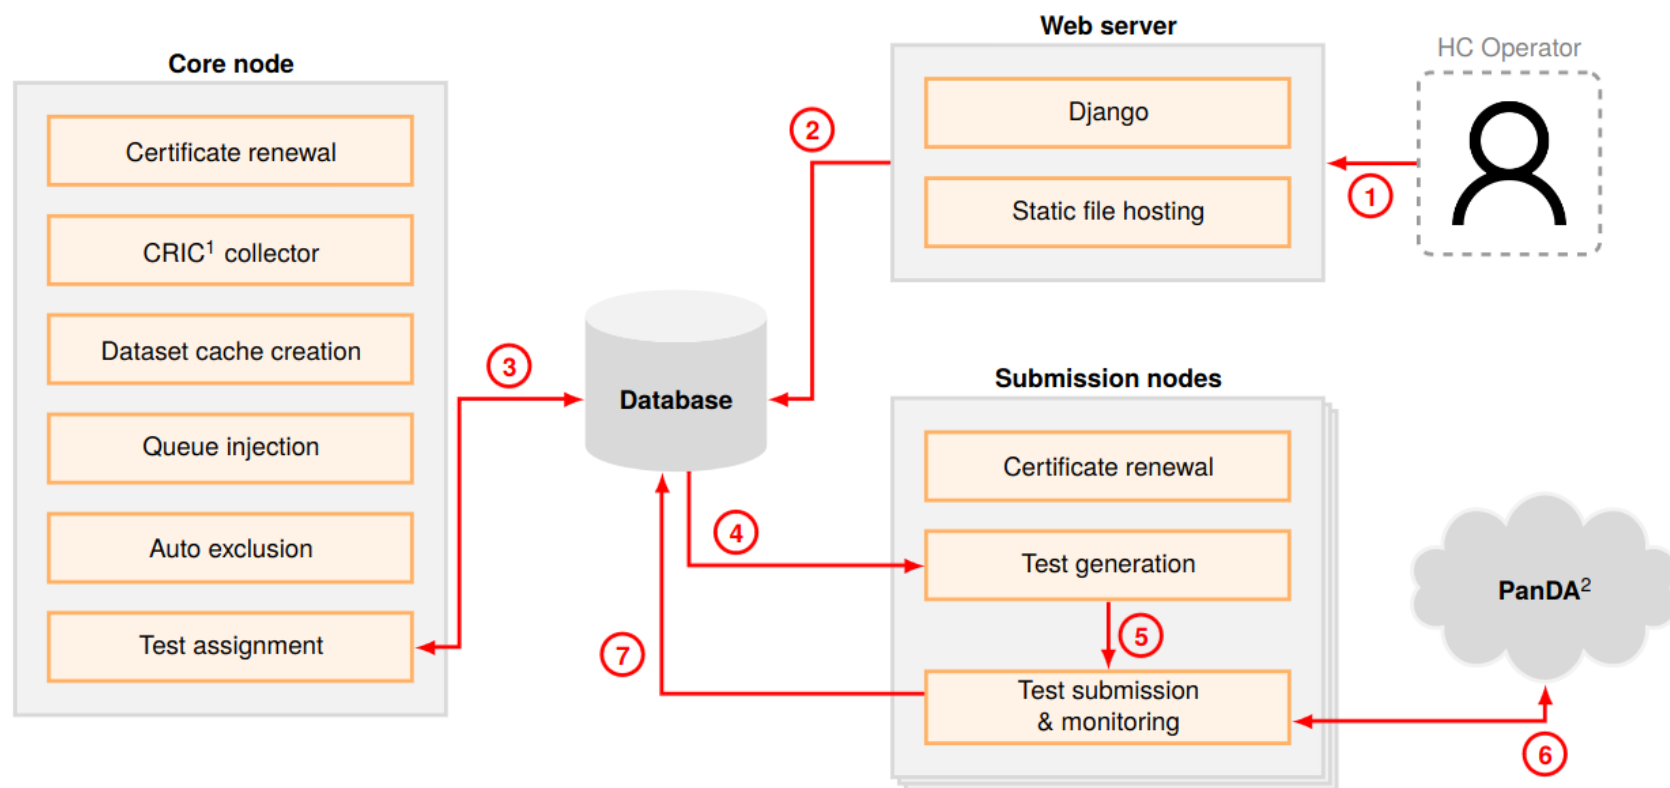 Core node
Certificate renewal
CRIC¹ collector
Dataset cache creation
Queue injection
Auto exclusion
Test assignment
3
Database
2
Web server
Django
Static file hosting
1
HC Operator
Submission nodes
Certificate renewal
4
Test generation
5
7
Test submission
& monitoring
PanDA²
6